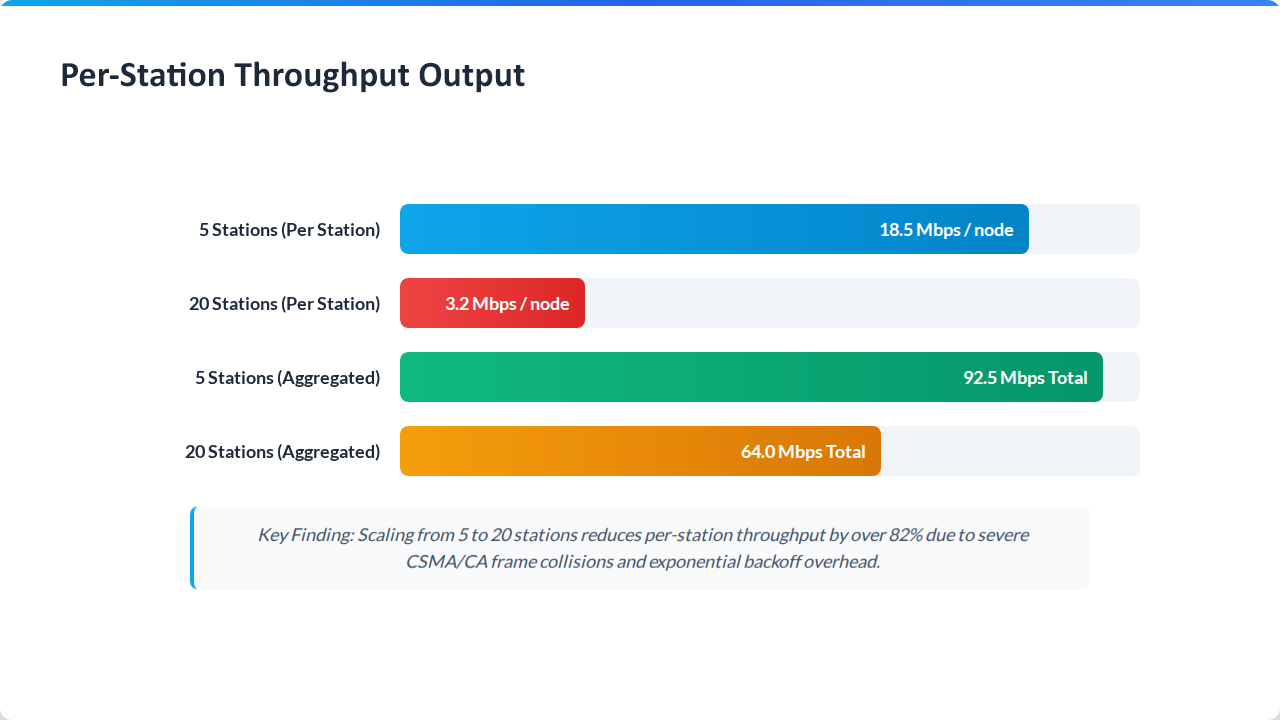 Per-Station Throughput Output
5 Stations (Per Station)
18.5 Mbps / node
20 Stations (Per Station)
3.2 Mbps / node
5 Stations (Aggregated)
92.5 Mbps Total
20 Stations (Aggregated)
64.0 Mbps Total
Key Finding: Scaling from 5 to 20 stations reduces per-station throughput by over 82% due to severe
CSMA/CA frame collisions and exponential backoff overhead.